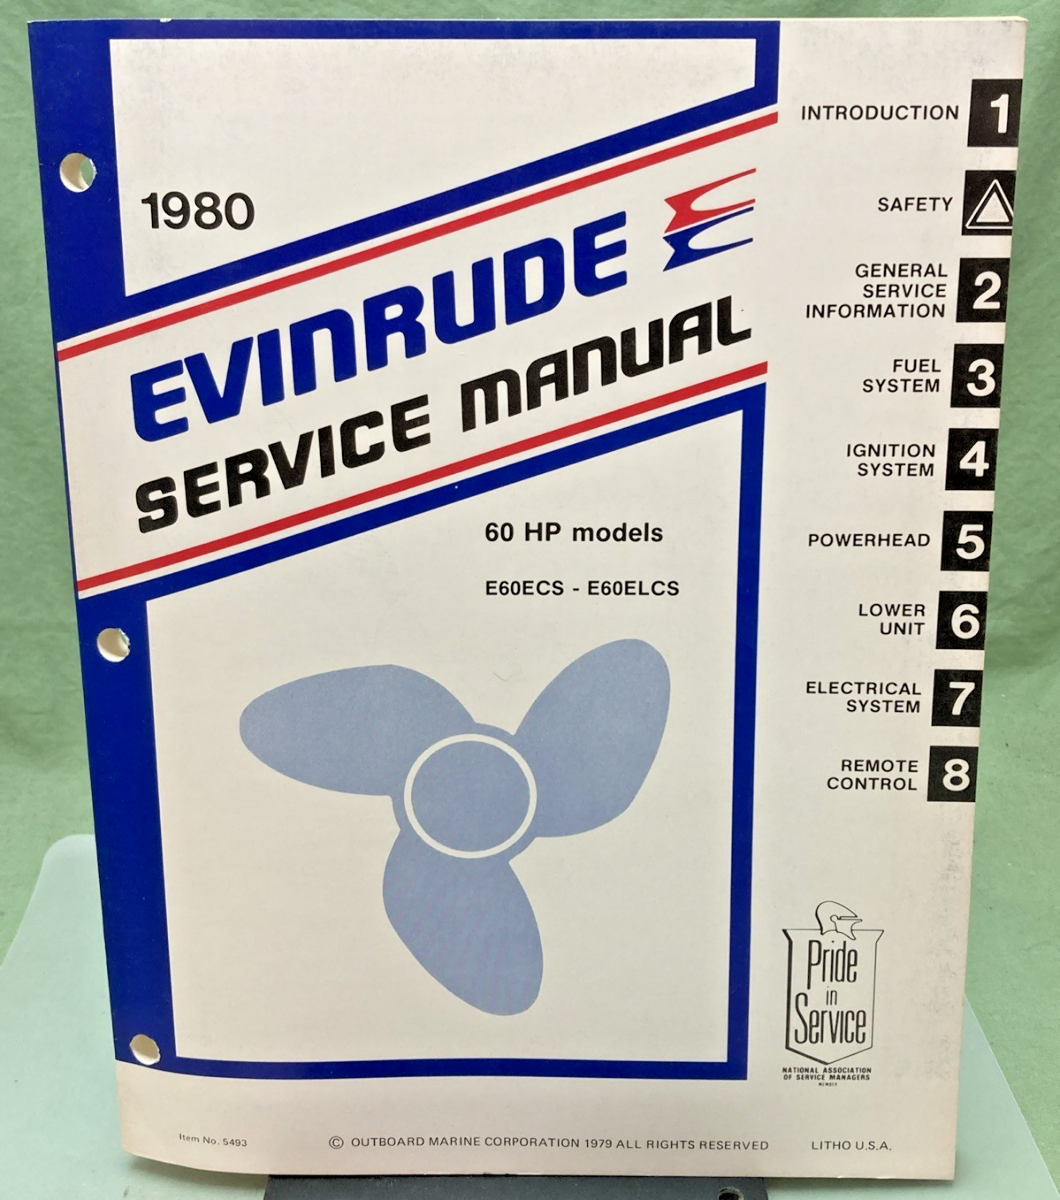 1980
EVINRUDE
SERVICE MANUAL
60 HP models
E60ECS - E60ELCS
INTRODUCTION 1
SAFETY
GENERAL
SERVICE
INFORMATION 2
FUEL
SYSTEM 3
IGNITION
SYSTEM 4
POWERHEAD 5
LOWER
UNIT 6
ELECTRICAL
SYSTEM 7
REMOTE
CONTROL 8
Pride
in
Service
NATIONAL ASSOCIATION
OF SERVICE MANAGERS
MEMBER
Item No. 5493
© OUTBOARD MARINE CORPORATION 1979 ALL RIGHTS RESERVED
LITHO U.S.A.